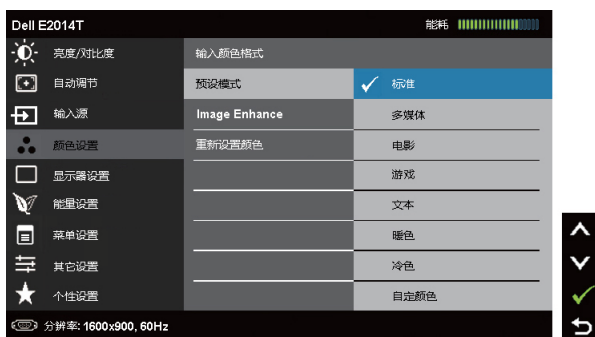 Dell E2014T
能耗
亮度/对比度
自动调节
输入源
颜色设置
显示器设置
能量设置
菜单设置
其它设置
个性设置
输入颜色格式
预设模式
Image Enhance
重新设置颜色
标准
多媒体
电影
游戏
文本
暖色
冷色
自定颜色
分辨率: 1600x900, 60Hz